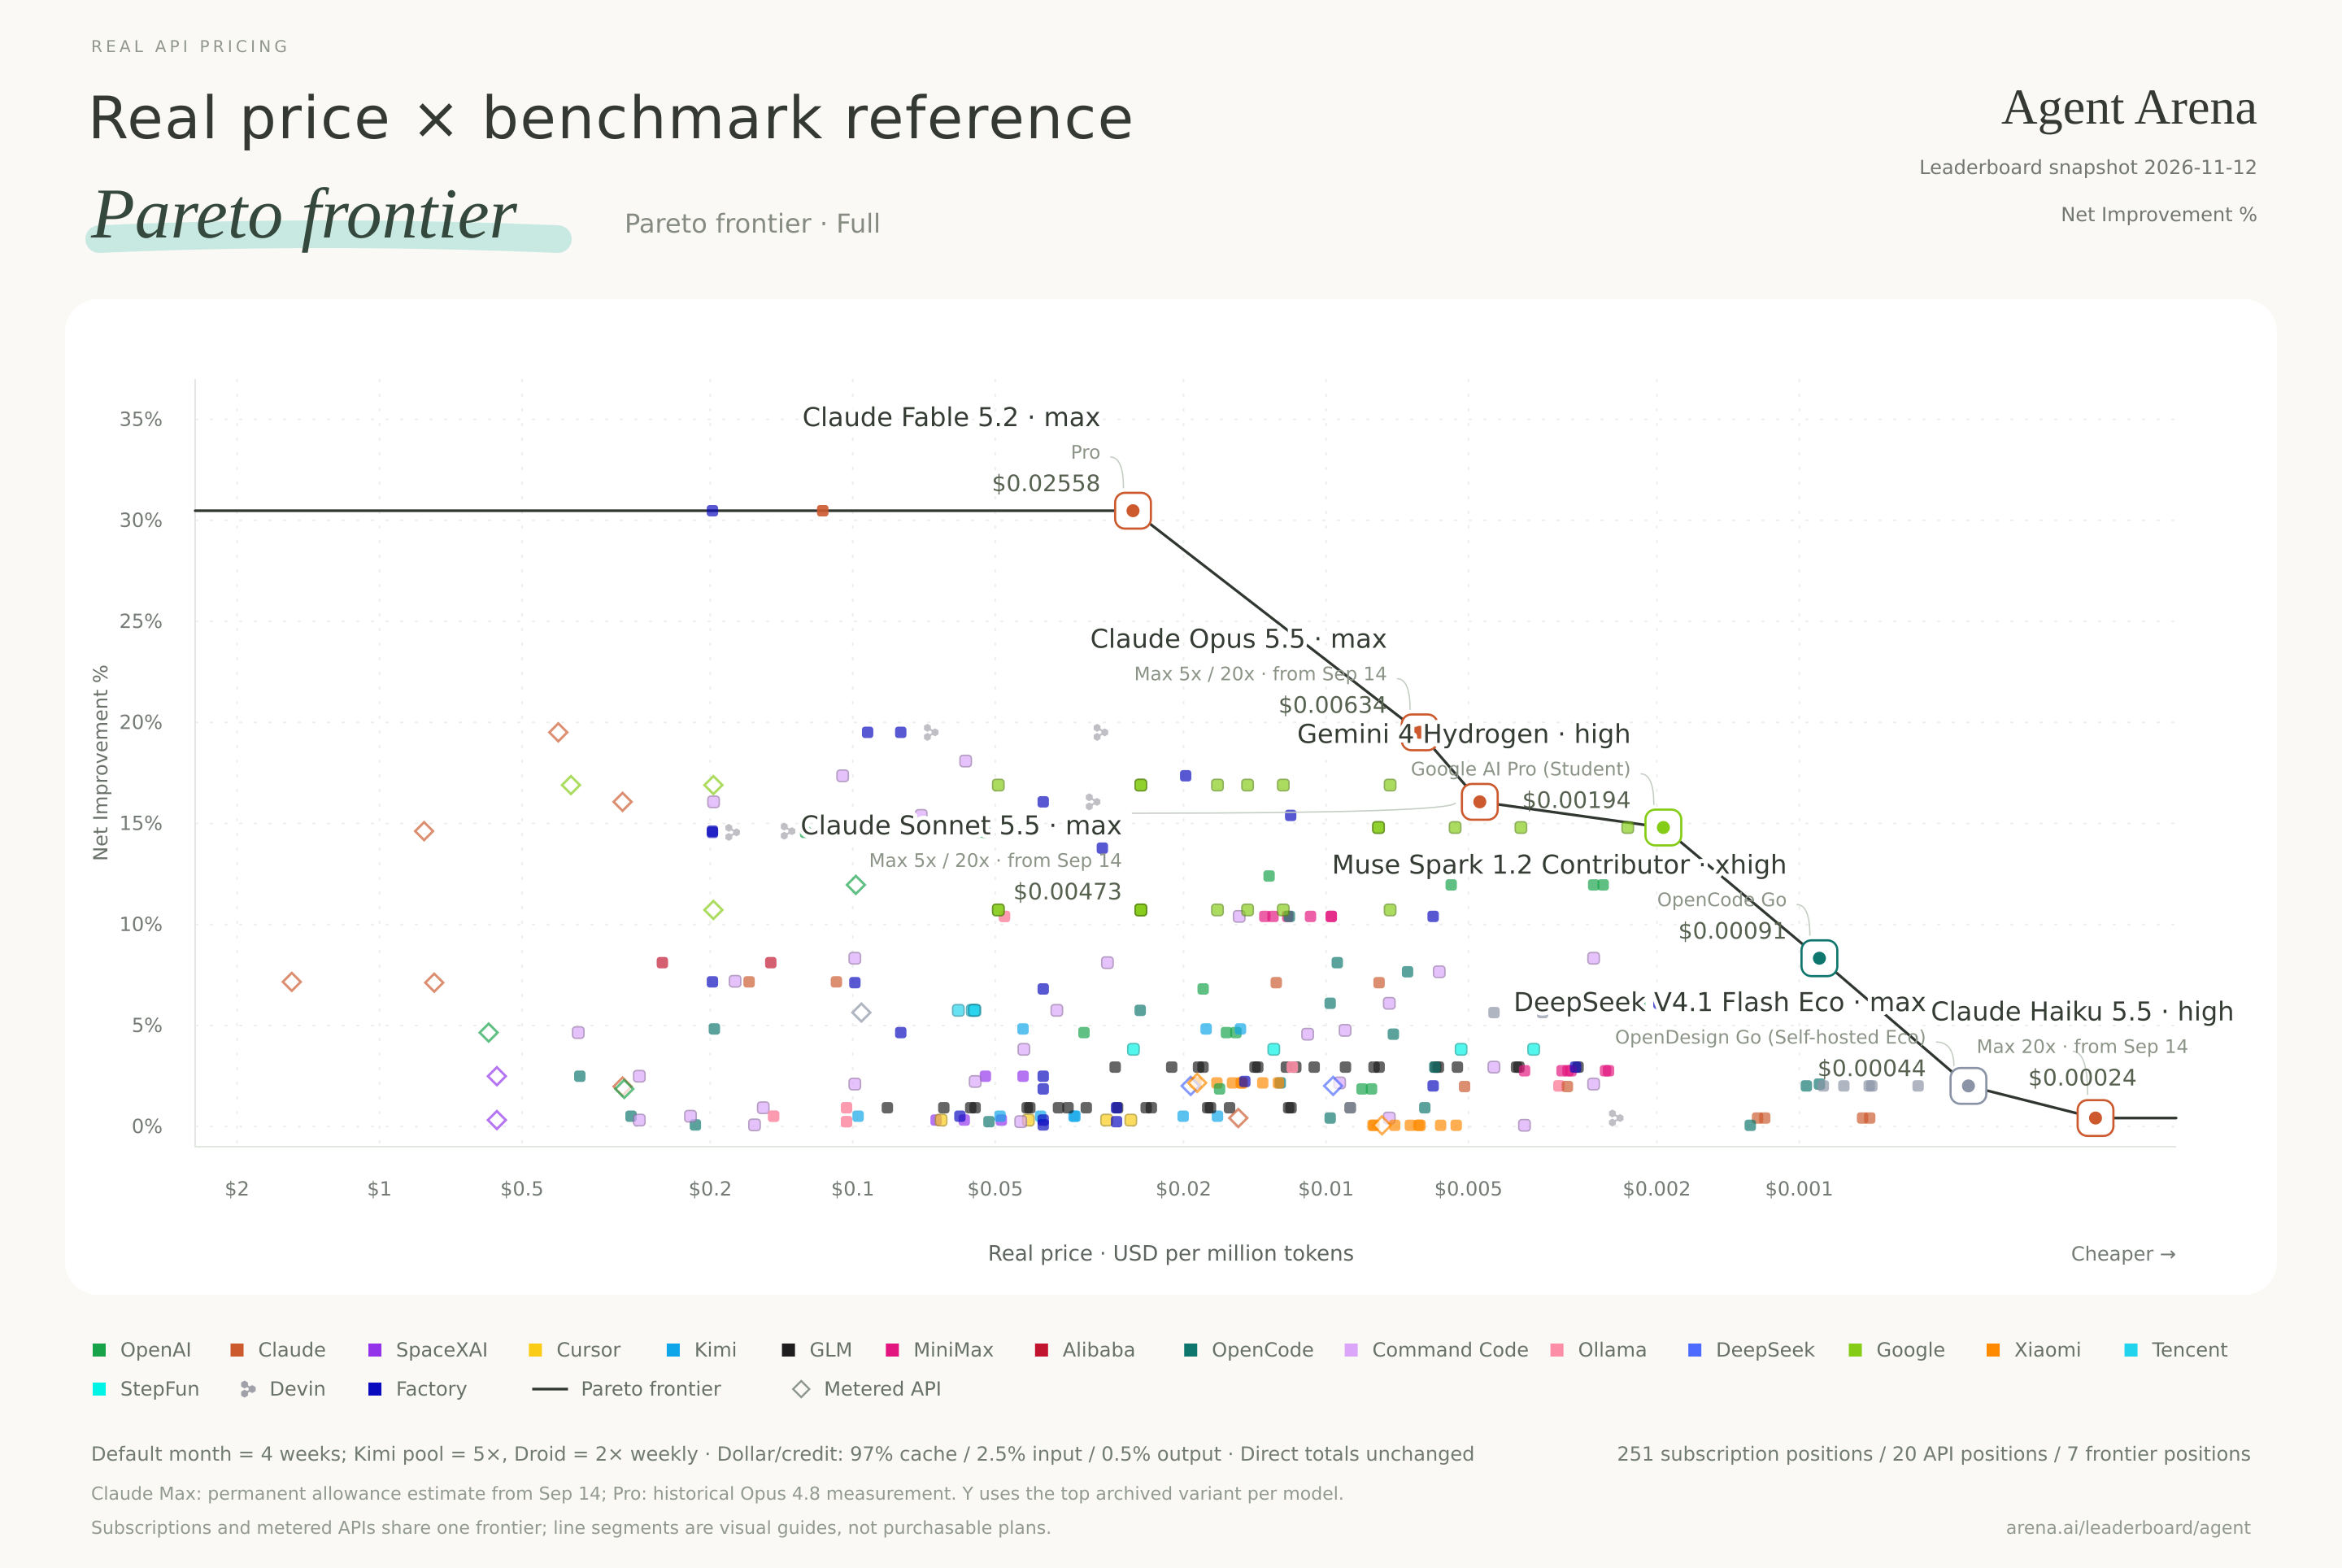 REAL API PRICING
Real price × benchmark reference
Pareto frontier
Pareto frontier · Full
Agent Arena
Leaderboard snapshot 2026-11-12
Net Improvement %
Net Improvement %
35%
30%
25%
20%
15%
10%
5%
0%
Claude Fable 5.2 · max
Pro
$0.02558
Claude Opus 5.5 · max
Max 5x / 20x · from Sep 14
$0.00634
Gemini 4 Hydrogen · high
Google AI Pro (Student)
$0.00194
Claude Sonnet 5.5 · max
Max 5x / 20x · from Sep 14
$0.00473
Muse Spark 1.2 Contributor · xhigh
OpenCode Go
$0.00091
DeepSeek V4.1 Flash Eco · max
OpenDesign Go (Self-hosted Eco)
$0.00044
Claude Haiku 5.5 · high
Max 20x · from Sep 14
$0.00024
$2 $1 $0.5 $0.2 $0.1 $0.05 $0.02 $0.01 $0.005 $0.002 $0.001
Real price · USD per million tokens
Cheaper →
OpenAI Claude SpaceXAI Cursor Kimi GLM MiniMax Alibaba OpenCode Command Code Ollama DeepSeek Google Xiaomi Tencent
StepFun Devin Factory Pareto frontier Metered API
Default month = 4 weeks; Kimi pool = 5×, Droid = 2× weekly · Dollar/credit: 97% cache / 2.5% input / 0.5% output · Direct totals unchanged
251 subscription positions / 20 API positions / 7 frontier positions
Claude Max: permanent allowance estimate from Sep 14; Pro: historical Opus 4.8 measurement. Y uses the top archived variant per model.
Subscriptions and metered APIs share one frontier; line segments are visual guides, not purchasable plans.
arena.ai/leaderboard/agent